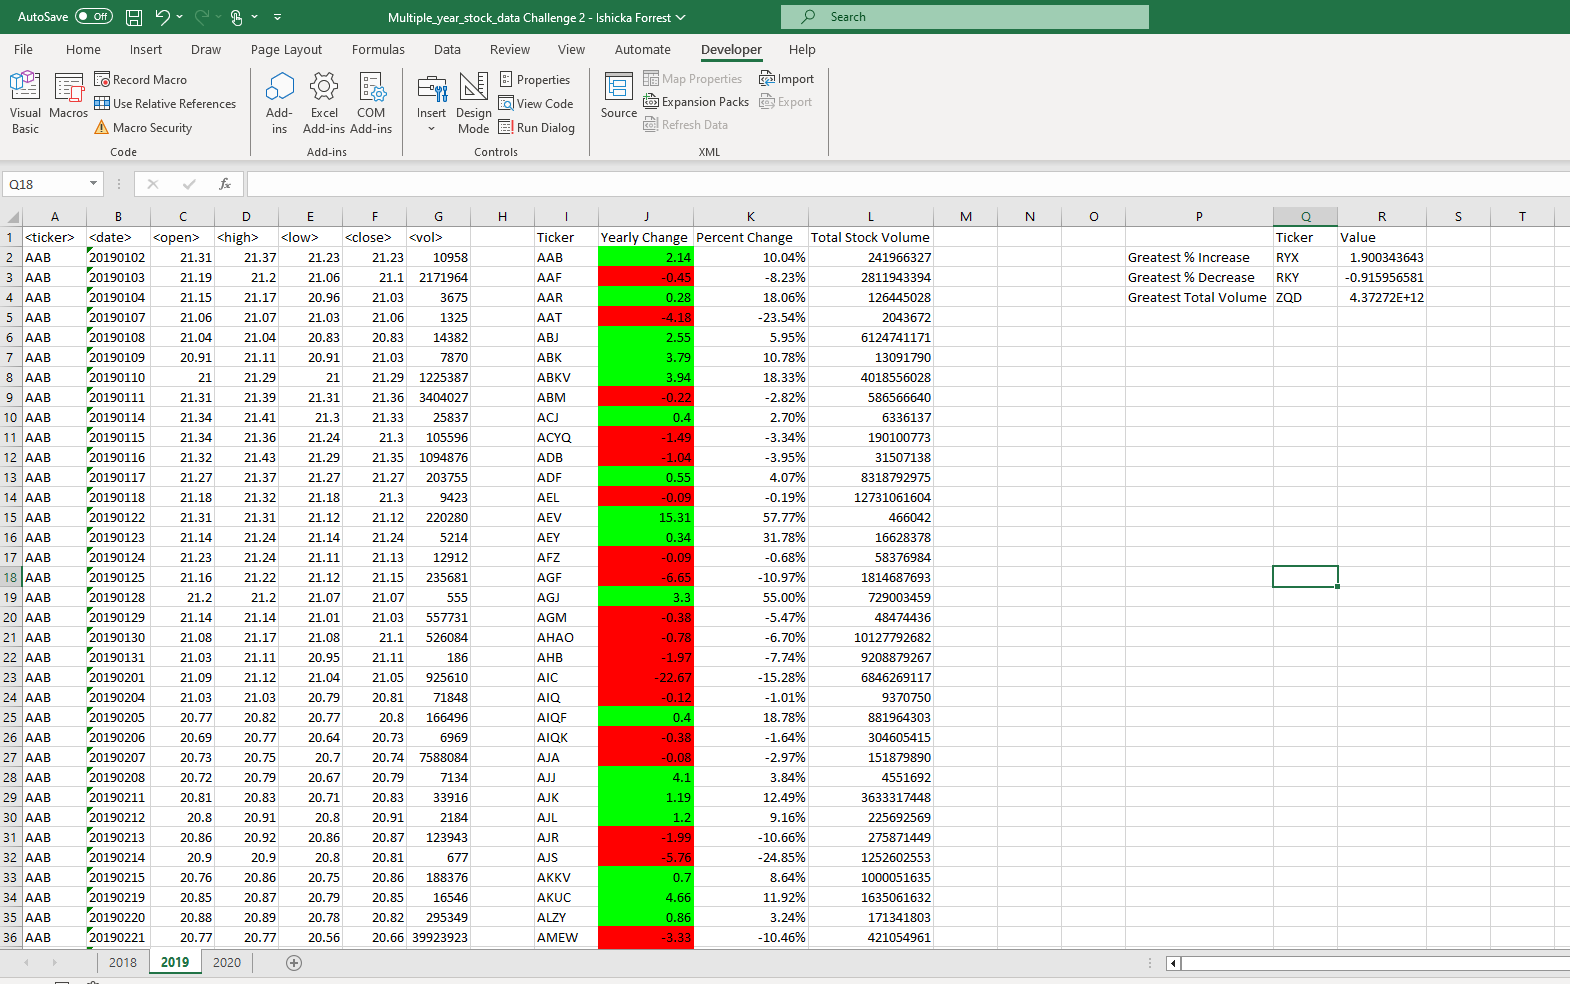 AutoSave Off Multiple_year_stock_data Challenge 2 - Ishicka Forrest Search
File Home Insert Draw Page Layout Formulas Data Review View Automate Developer Help
Visual Basic
Macros
Record Macro
Use Relative References
Macro Security
Code
Add-ins
Excel Add-ins
COM Add-ins
Add-ins
Insert
Design Mode
Properties
View Code
Run Dialog
Controls
Source
Map Properties
Expansion Packs
Refresh Data
Import
Export
XML
Q18 fx
A B C D E F G H I J K L M N O P Q R S T
1 <ticker> <date> <open> <high> <low> <close> <vol> Ticker Yearly Change Percent Change Total Stock Volume Ticker Value
2 AAB 20190102 21.31 21.37 21.23 21.23 10958 AAB 2.14 10.04% 241966327 Greatest % Increase RYX 1.900343643
3 AAB 20190103 21.19 21.2 21.06 21.1 2171964 AAF -0.45 -8.23% 2811943394 Greatest % Decrease RKY -0.915956581
4 AAB 20190104 21.15 21.17 20.96 21.03 3675 AAR 0.28 18.06% 126445028 Greatest Total Volume ZQD 4.37272E+12
5 AAB 20190107 21.06 21.07 21.03 21.06 1325 AAT -4.18 -23.54% 2043672
6 AAB 20190108 21.04 21.04 20.83 20.83 14382 ABJ 2.55 5.95% 6124741171
7 AAB 20190109 20.91 21.11 20.91 21.03 7870 ABK 3.79 10.78% 13091790
8 AAB 20190110 21 21.29 21 21.29 1225387 ABKV 3.94 18.33% 4018556028
9 AAB 20190111 21.31 21.39 21.31 21.36 3404027 ABM -0.22 -2.82% 586566640
10 AAB 20190114 21.34 21.41 21.3 21.33 25837 ACJ 0.4 2.70% 6336137
11 AAB 20190115 21.34 21.36 21.24 21.3 105596 ACYQ -1.49 -3.34% 190100773
12 AAB 20190116 21.32 21.43 21.29 21.35 1094876 ADB -1.04 -3.95% 31507138
13 AAB 20190117 21.27 21.37 21.27 21.27 203755 ADF 0.55 4.07% 8318792975
14 AAB 20190118 21.18 21.32 21.18 21.3 9423 AEL -0.09 -0.19% 12731061604
15 AAB 20190122 21.31 21.31 21.12 21.12 220280 AEV 15.31 57.77% 466042
16 AAB 20190123 21.14 21.24 21.14 21.24 5214 AEY 0.34 31.78% 16628378
17 AAB 20190124 21.23 21.24 21.11 21.13 12912 AFZ -0.09 -0.68% 58376984
18 AAB 20190125 21.16 21.22 21.12 21.15 235681 AGF -6.65 -10.97% 1814687693
19 AAB 20190128 21.2 21.2 21.07 21.07 555 AGJ 3.3 55.00% 729003459
20 AAB 20190129 21.14 21.14 21.01 21.03 557731 AGM -0.38 -5.47% 48474436
21 AAB 20190130 21.08 21.17 21.08 21.1 526084 AHAO -0.78 -6.70% 10127792682
22 AAB 20190131 21.03 21.11 20.95 21.11 186 AHB -1.97 -7.74% 9208879267
23 AAB 20190201 21.09 21.12 21.04 21.05 925610 AIC -22.67 -15.28% 6846269117
24 AAB 20190204 21.03 21.03 20.79 20.81 71848 AIQ -0.12 -1.01% 9370750
25 AAB 20190205 20.77 20.82 20.77 20.8 166496 AIQF 0.4 18.78% 881964303
26 AAB 20190206 20.69 20.77 20.64 20.73 6969 AIQK -0.38 -1.64% 304605415
27 AAB 20190207 20.73 20.75 20.7 20.74 7588084 AJA -0.08 -2.97% 151879890
28 AAB 20190208 20.72 20.79 20.67 20.79 7134 AJJ 4.1 3.84% 4551692
29 AAB 20190211 20.81 20.83 20.71 20.83 33916 AJK 1.19 12.49% 3633317448
30 AAB 20190212 20.8 20.91 20.8 20.91 2184 AJL 1.2 9.16% 225692569
31 AAB 20190213 20.86 20.92 20.86 20.87 123943 AJR -1.99 -10.66% 275871449
32 AAB 20190214 20.9 20.9 20.8 20.81 677 AJS -5.76 -24.85% 1252602553
33 AAB 20190215 20.76 20.86 20.75 20.86 188376 AKKV 0.7 8.64% 1000051635
34 AAB 20190219 20.85 20.87 20.79 20.85 16546 AKUC 4.66 11.92% 1635061632
35 AAB 20190220 20.88 20.89 20.78 20.82 295349 ALZY 0.86 3.24% 171341803
36 AAB 20190221 20.77 20.77 20.56 20.66 39923923 AMEW -3.33 -10.46% 421054961
2018 2019 2020